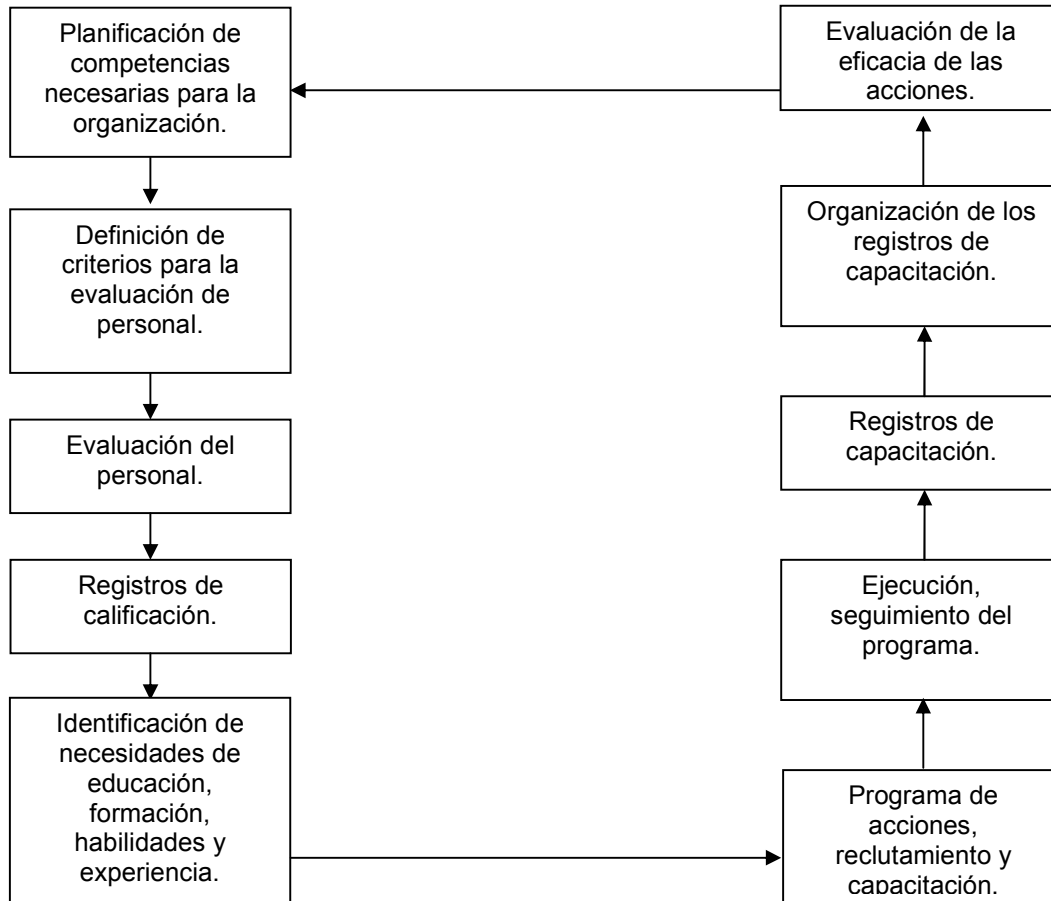 Planificación de
competencias
necesarias para la
organización.
Definición de
criterios para la
evaluación de
personal.
Evaluación del
personal.
Registros de
calificación.
Identificación de
necesidades de
educación,
formación,
habilidades y
experiencia.
Programa de
acciones,
reclutamiento y
capacitación.
Ejecución,
seguimiento del
programa.
Registros de
capacitación.
Organización de los
registros de
capacitación.
Evaluación de la
eficacia de las
acciones.